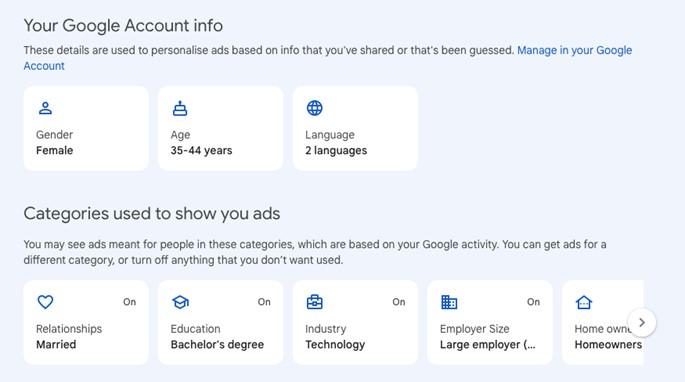 Your Google Account info
These details are used to personalise ads based on info that you've shared or that's been guessed. Manage in your Google
Account
Gender
Female
Age
35-44 years
Language
2 languages
Categories used to show you ads
You may see ads meant for people in these categories, which are based on your Google activity. You can get ads for a
different category, or turn off anything that you don't want used.
On
Relationships
Married
On
Education
Bachelor's degree
On
Industry
Technology
On
Employer Size
Large employer (...
Home
Homeowners